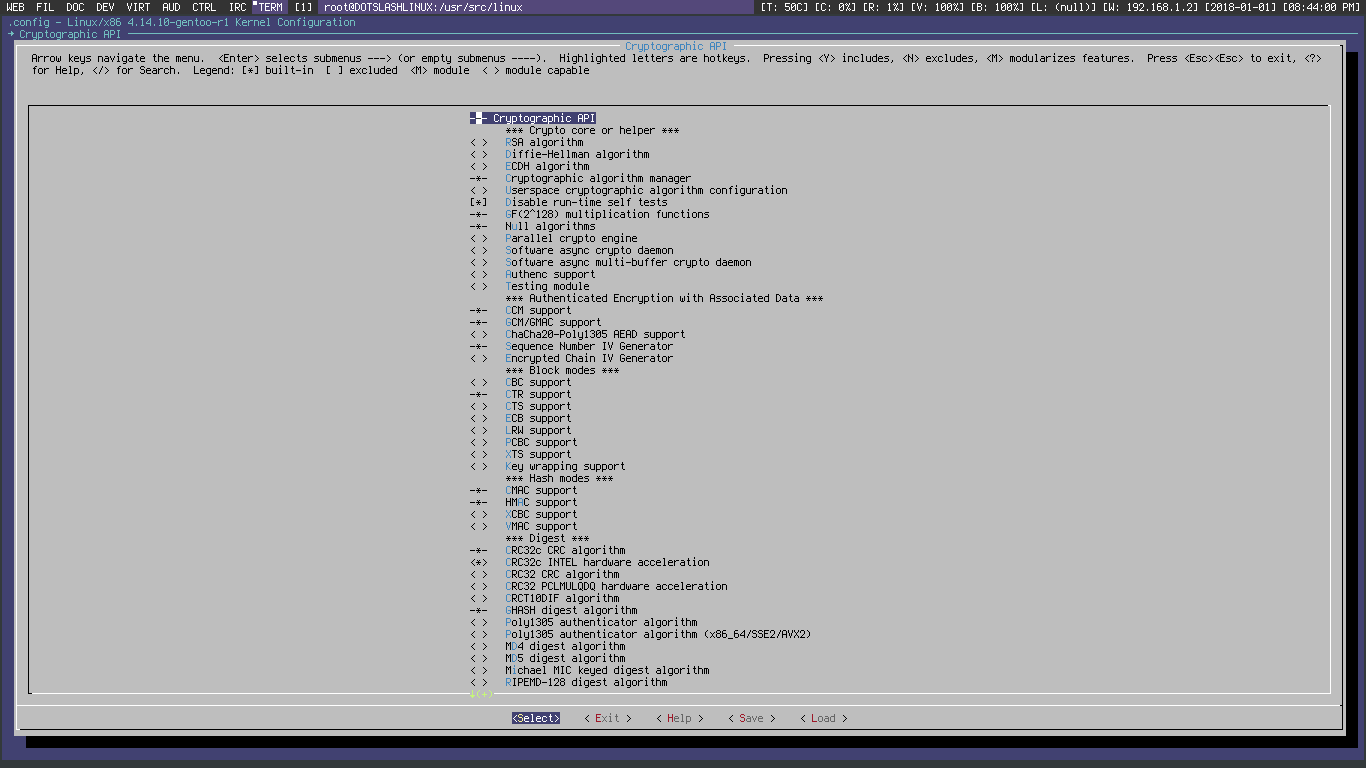 WEB FIL DOC DEV VIRT AUD CTRL IRC TERM [1] root@DOTSLASHLINUX:/usr/src/linux [T: 50C] [C: 0%] [R: 1%] [V: 100%] [B: 100%] [L: (null)] [W: 192.168.1.2] [2018-01-01] [08:44:00 PM]
.config - Linux/x86 4.14.10-gentoo-r1 Kernel Configuration
→ Cryptographic API
Cryptographic API
Arrow keys navigate the menu. <Enter> selects submenus ---> (or empty submenus ----). Highlighted letters are hotkeys. Pressing <Y> includes, <N> excludes, <M> modularizes features. Press <Esc><Esc> to exit, <?>
for Help, </> for Search. Legend: [*] built-in [ ] excluded <M> module < > module capable
--- Cryptographic API
*** Crypto core or helper ***
< > RSA algorithm
< > Diffie-Hellman algorithm
< > ECDH algorithm
-*- Cryptographic algorithm manager
< > Userspace cryptographic algorithm configuration
[*] Disable run-time self tests
-*- GF(2^128) multiplication functions
-*- Null algorithms
< > Parallel crypto engine
< > Software async crypto daemon
< > Software async multi-buffer crypto daemon
< > Authenc support
< > Testing module
*** Authenticated Encryption with Associated Data ***
-*- CCM support
-*- GCM/GMAC support
< > ChaCha20-Poly1305 AEAD support
-*- Sequence Number IV Generator
< > Encrypted Chain IV Generator
*** Block modes ***
< > CBC support
-*- CTR support
< > CTS support
< > ECB support
< > LRW support
< > PCBC support
< > XTS support
< > Key wrapping support
*** Hash modes ***
-*- CMAC support
-*- HMAC support
< > XCBC support
< > VMAC support
*** Digest ***
-*- CRC32c CRC algorithm
<*> CRC32c INTEL hardware acceleration
< > CRC32 CRC algorithm
< > CRC32 PCLMULQDQ hardware acceleration
< > CRCT10DIF algorithm
-*- GHASH digest algorithm
< > Poly1305 authenticator algorithm
< > Poly1305 authenticator algorithm (x86_64/SSE2/AVX2)
< > MD4 digest algorithm
< > MD5 digest algorithm
< > Michael MIC keyed digest algorithm
< > RIPEMD-128 digest algorithm
↓(+)
<Select> < Exit > < Help > < Save > < Load >